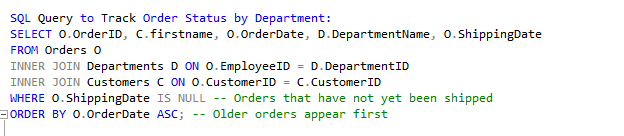 SQL Query to Track Order Status by Department:
SELECT O.OrderID, C.firstname, O.OrderDate, D.DepartmentName, O.ShippingDate
FROM Orders O
INNER JOIN Departments D ON O.EmployeeID = D.DepartmentID
INNER JOIN Customers C ON O.CustomerID = C.CustomerID
WHERE O.ShippingDate IS NULL -- Orders that have not yet been shipped
ORDER BY O.OrderDate ASC; -- Older orders appear first